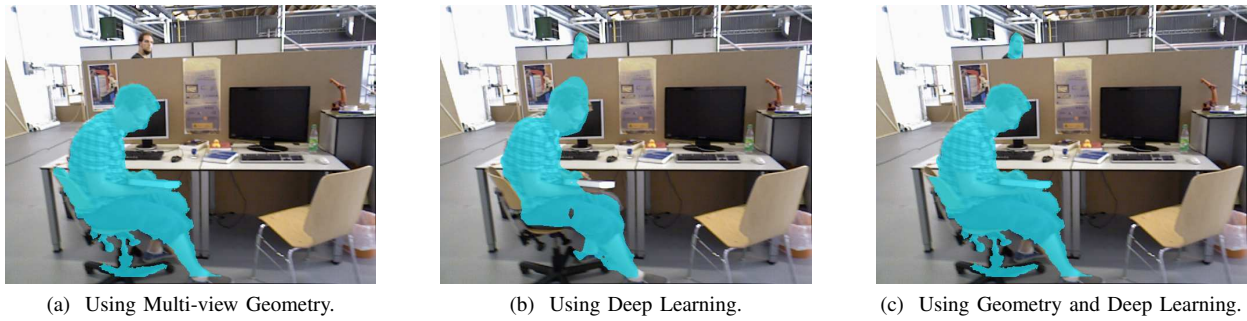 (a) Using Multi-view Geometry.
(b) Using Deep Learning.
(c) Using Geometry and Deep Learning.